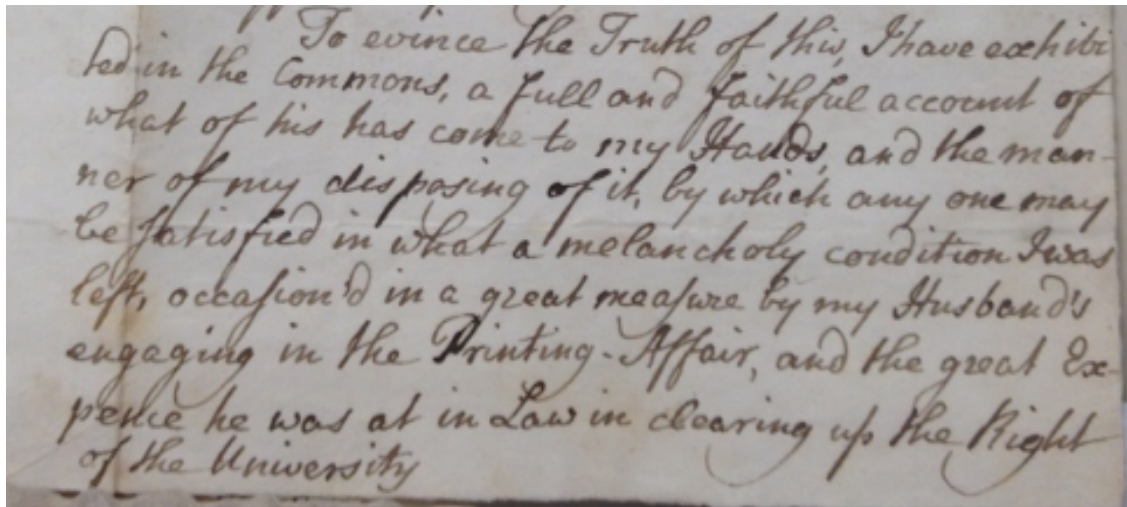 To evince the Truth of this, I have exhibi
ted in the Commons, a full and faithful account of
what of his has come to my Hands, and the man-
ner of my disposing of it, by which any one may
be satisfied in what a melancholy condition I was
left, occasion'd in a great measure by my Husband's
engaging in the Printing-Affair, and the great Ex-
pence he was at in Law in clearing up the Right
of the University